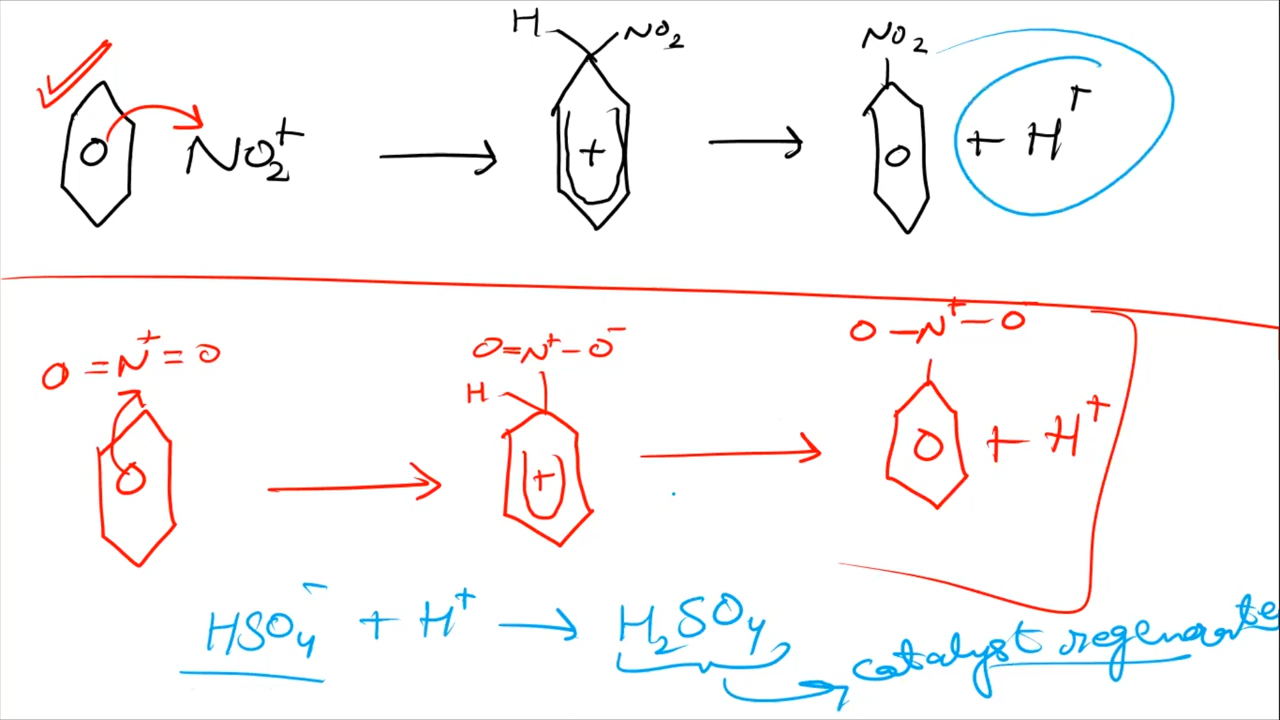 H NO₂
NO₂
NO₂⁺ ⟶ + ⟶ + H⁺
O=N⁺=O
O=N⁺–O⁻
H
O–N⁺–O
⟶ + ⟶ + H⁺
HSO₄⁻ + H⁺ → H₂SO₄ → catalyst regenerate